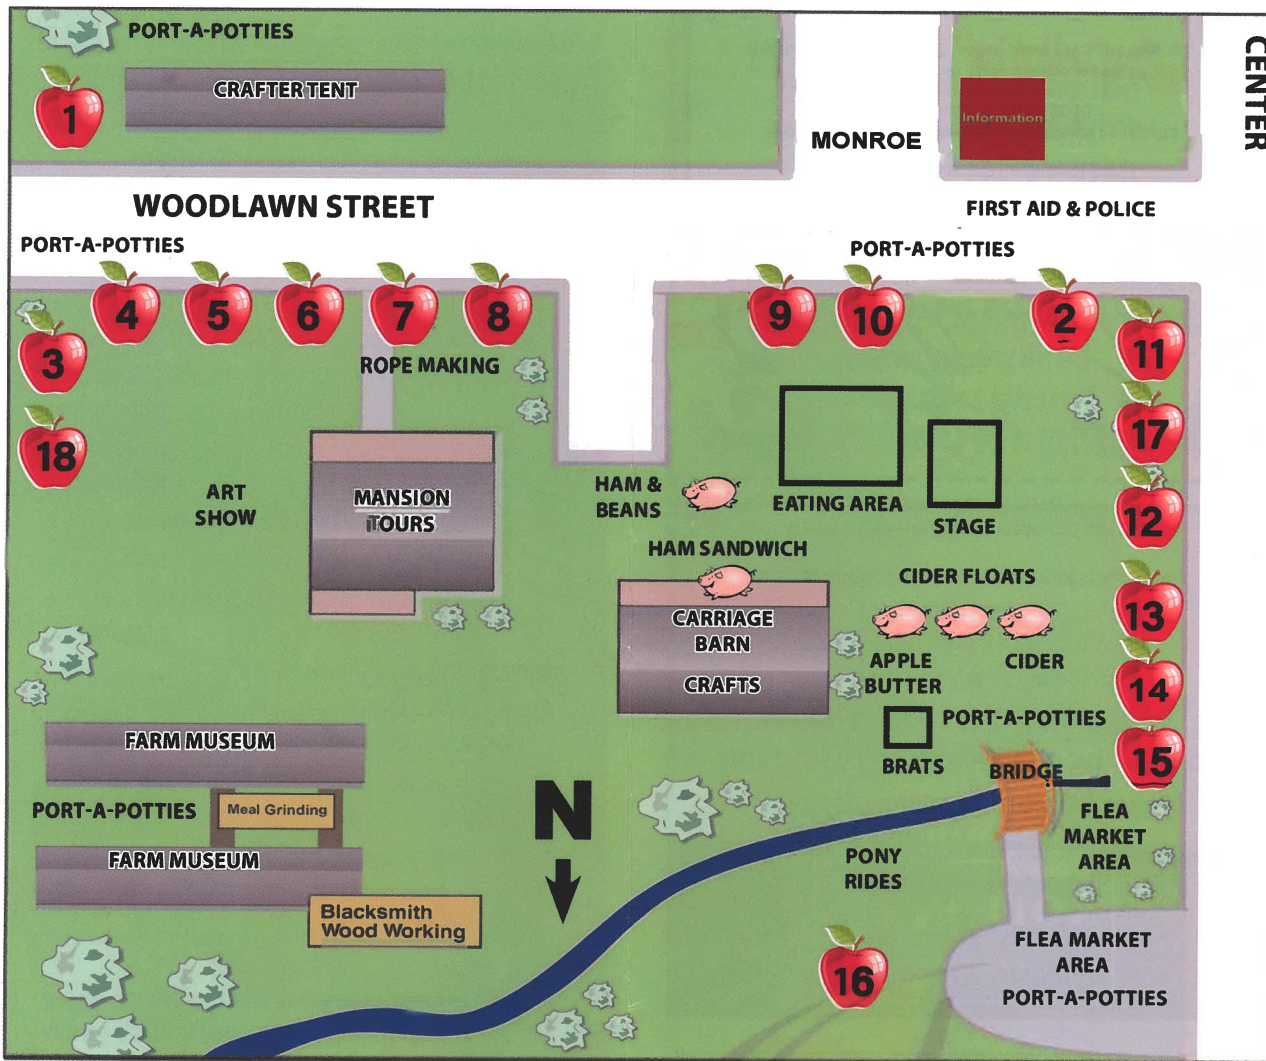 PORT-A-POTTIES
CRAFTER TENT
1
MONROE
Information
CENTER
WOODLAWN STREET
FIRST AID & POLICE
PORT-A-POTTIES
PORT-A-POTTIES
4
5
6
7
8
9
10
2
11
3
ROPE MAKING
17
18
ART
SHOW
MANSION
TOURS
HAM &
BEANS
EATING AREA
STAGE
12
HAM SANDWICH
CARRIAGE
BARN
CRAFTS
CIDER FLOATS
13
APPLE
BUTTER
CIDER
14
PORT-A-POTTIES
BRATS
BRIDGE
15
FARM MUSEUM
PORT-A-POTTIES
Meal Grinding
FARM MUSEUM
N
FLEA
MARKET
AREA
PONY
RIDES
Blacksmith
Wood Working
16
FLEA MARKET
AREA
PORT-A-POTTIES